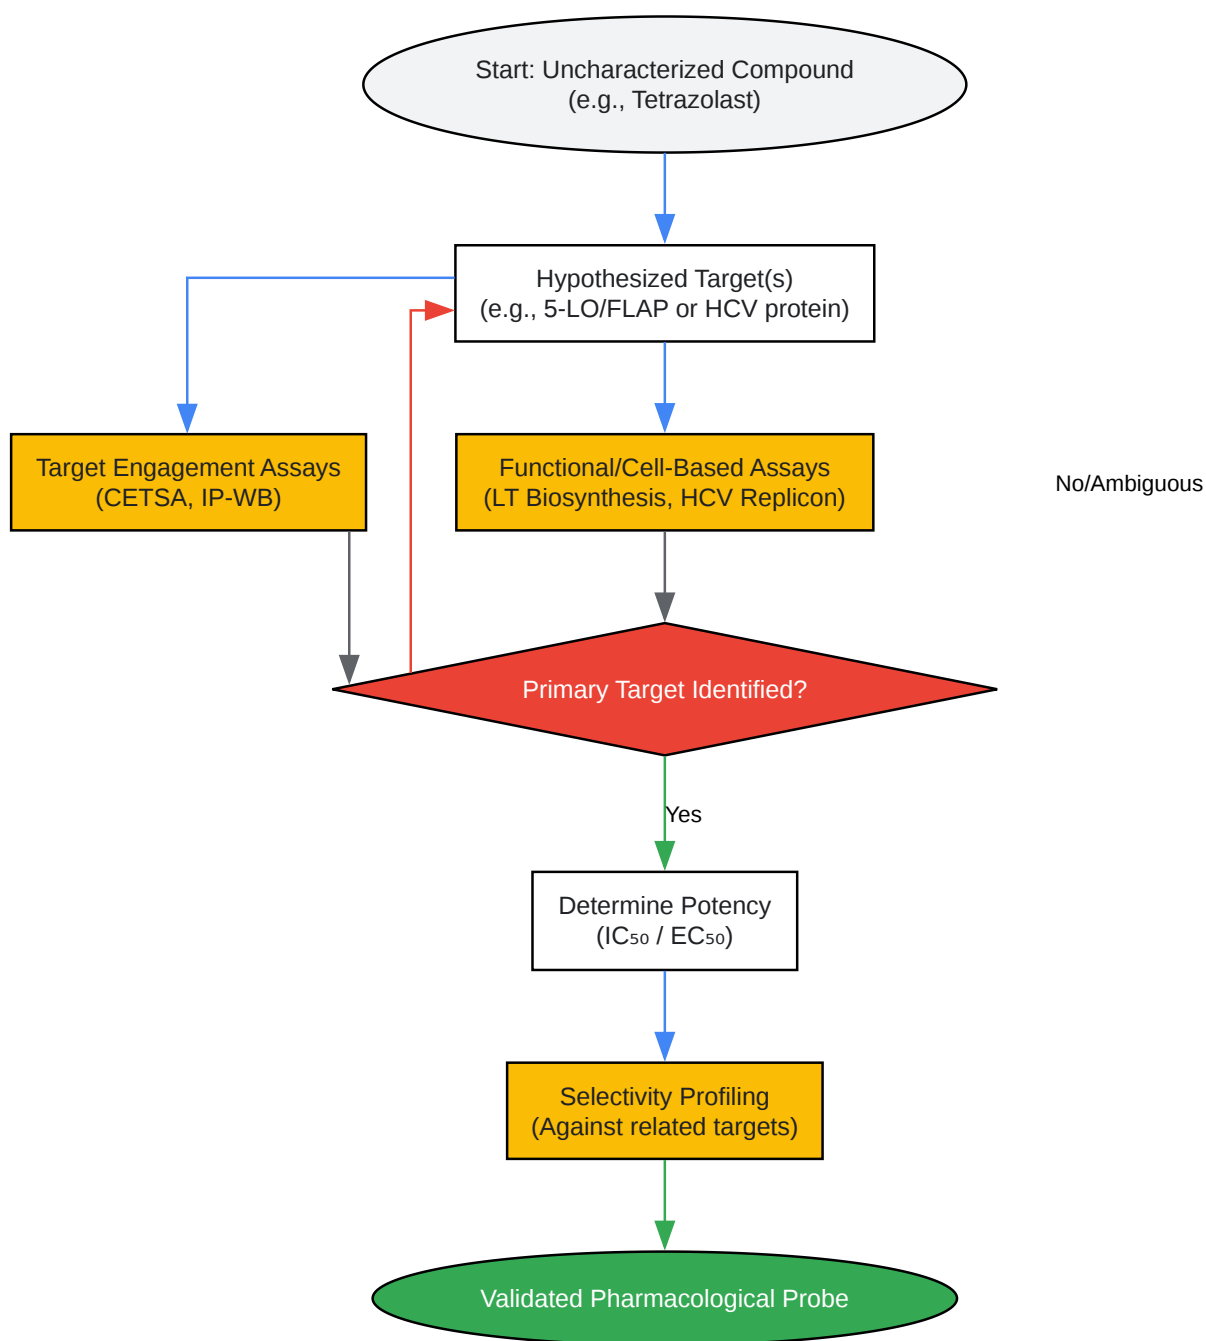 Start: Uncharacterized Compound
(e.g., Tetrazolast)
Hypothesized Target(s)
(e.g., 5-LO/FLAP or HCV protein)
Target Engagement Assays
(CETSA, IP-WB)
Functional/Cell-Based Assays
(LT Biosynthesis, HCV Replicon)
No/Ambiguous
Primary Target Identified?
Yes
Determine Potency
(IC₅₀ / EC₅₀)
Selectivity Profiling
(Against related targets)
Validated Pharmacological Probe